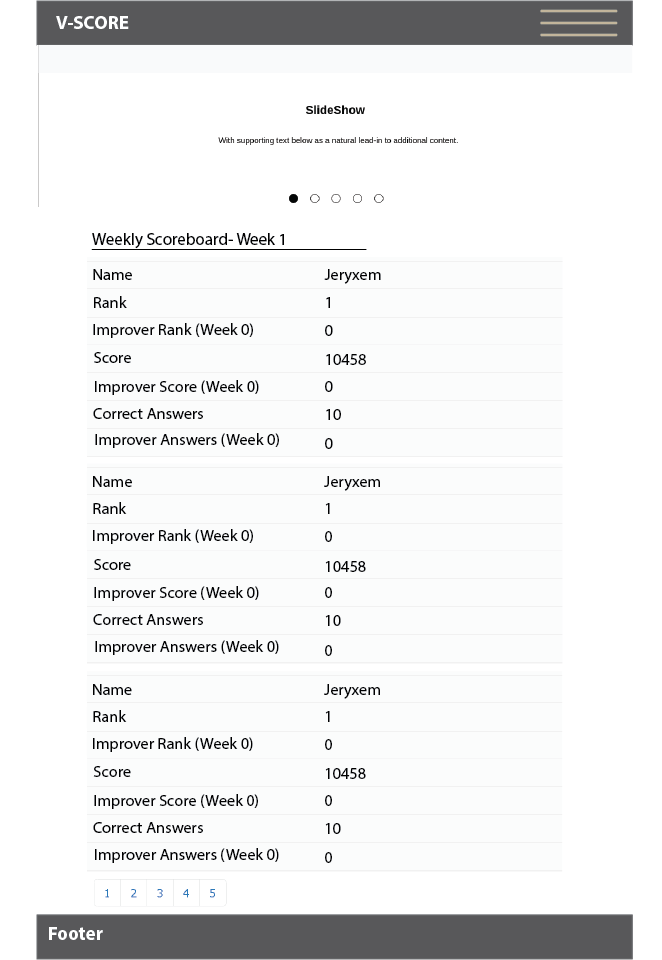 V-SCORE
SlideShow
With supporting text below as a natural lead-in to additional content.
Weekly Scoreboard- Week 1
Name Jeryxem
Rank 1
Improver Rank (Week 0) 0
Score 10458
Improver Score (Week 0) 0
Correct Answers 10
Improver Answers (Week 0) 0
Name Jeryxem
Rank 1
Improver Rank (Week 0) 0
Score 10458
Improver Score (Week 0) 0
Correct Answers 10
Improver Answers (Week 0) 0
Name Jeryxem
Rank 1
Improver Rank (Week 0) 0
Score 10458
Improver Score (Week 0) 0
Correct Answers 10
Improver Answers (Week 0) 0
1 2 3 4 5
Footer